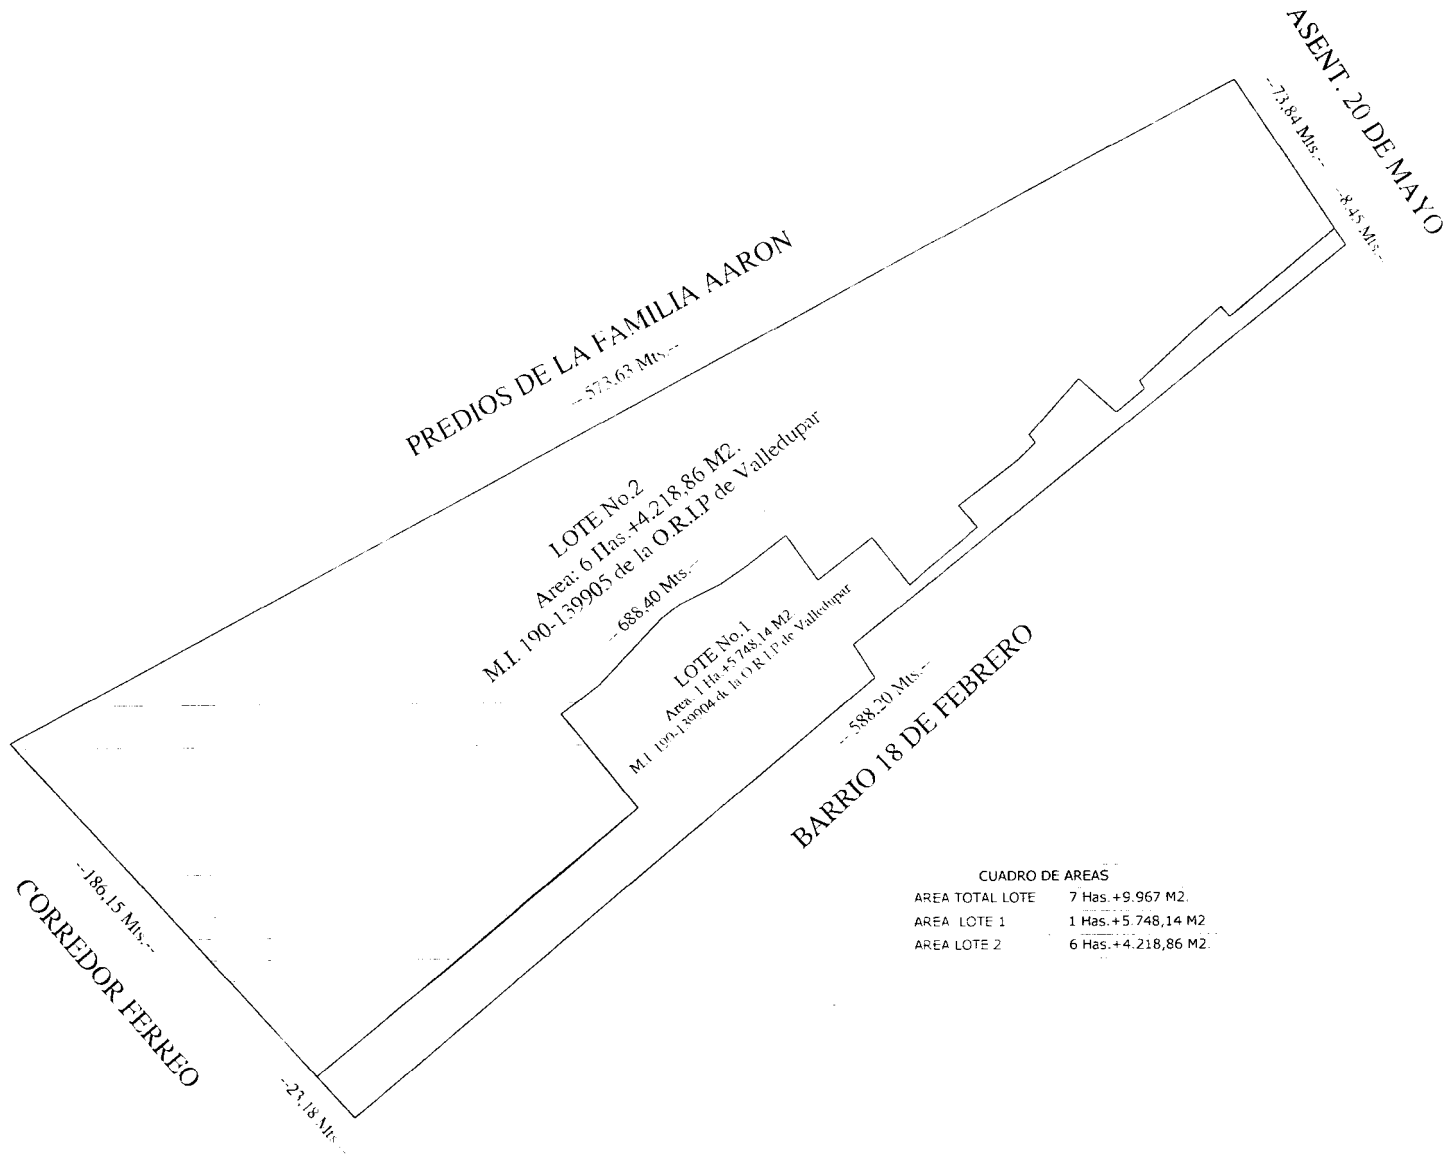 ASENT. 20 DE MAYO
--73,84 Mts.--
--8,45 Mts.--
PREDIOS DE LA FAMILIA AARON
-- 573,63 Mts.--
LOTE No.2
Area: 6 Has.+4.218,86 M2.
M.I. 190-139905 de la O.R.I.P de Valledupar
-- 688,40 Mts.--
LOTE No.1
Area. 1 Ha.+5.748,14 M2.
M.I. 190-139904 de la O.R.I.P de Valledupar
-- 588,20 Mts.--
BARRIO 18 DE FEBRERO
--186,15 Mts.--
CORREDOR FERREO
--23,18 Mts.--
CUADRO DE AREAS
AREA TOTAL LOTE 7 Has.+9.967 M2.
AREA LOTE 1 1 Has.+5.748,14 M2
AREA LOTE 2 6 Has.+4.218,86 M2.